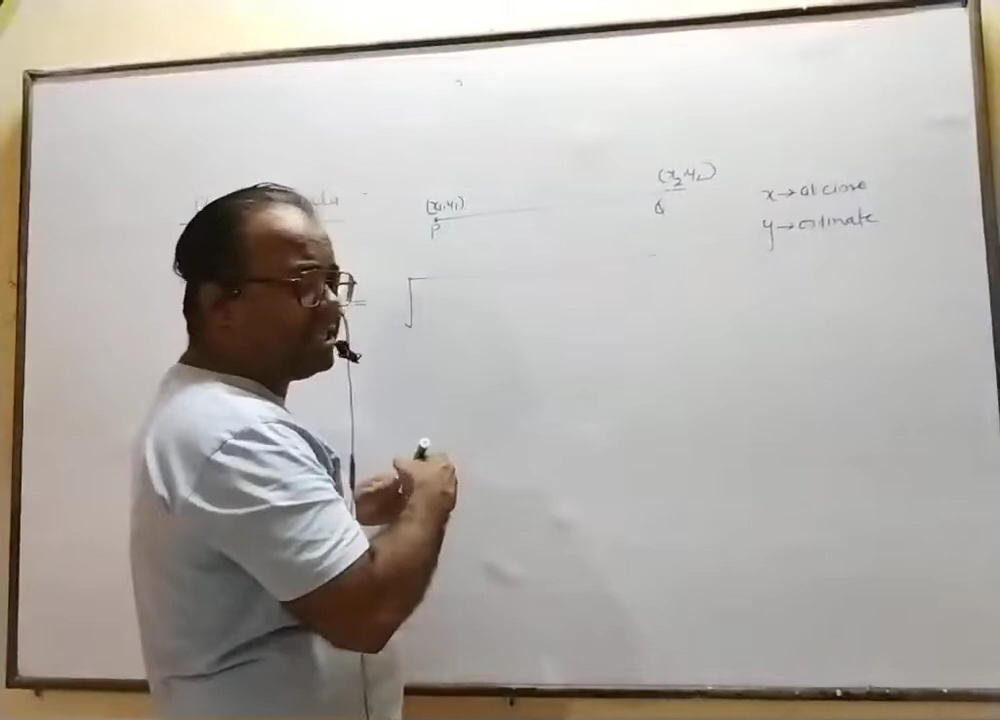 (x₁,y₁)
P
(x₂,y₂)
Q
x→abcisse
y→ordinate
=
√